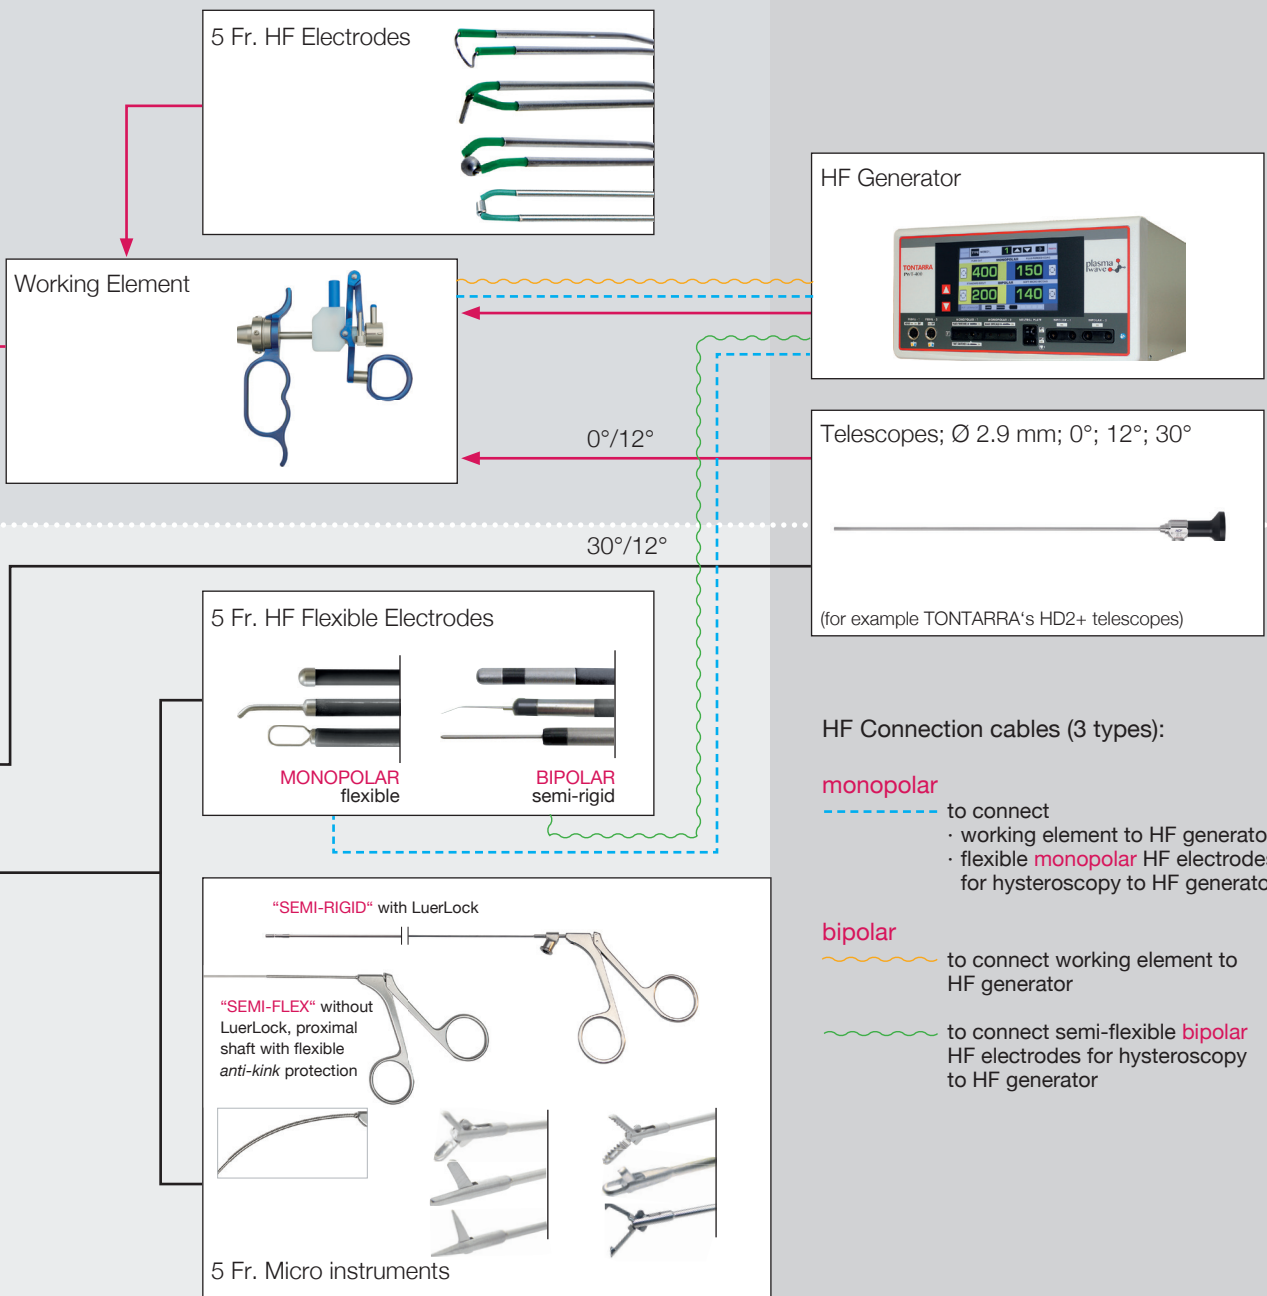 5 Fr. HF Electrodes
HF Generator
TONTARRA
plasma
wave
400
150
200
140
Working Element
0°/12°
Telescopes; Ø 2.9 mm; 0°; 12°; 30°
(for example TONTARRA‘s HD2+ telescopes)
30°/12°
5 Fr. HF Flexible Electrodes
MONOPOLAR
flexible
BIPOLAR
semi-rigid
HF Connection cables (3 types):
monopolar
to connect
· working element to HF generato
· flexible monopolar HF electrodes
for hysteroscopy to HF generato
bipolar
to connect working element to
HF generator
to connect semi-flexible bipolar
HF electrodes for hysteroscopy
to HF generator
"SEMI-RIGID“ with LuerLock
"SEMI-FLEX“ without
LuerLock, proximal
shaft with flexible
anti-kink protection
5 Fr. Micro instruments